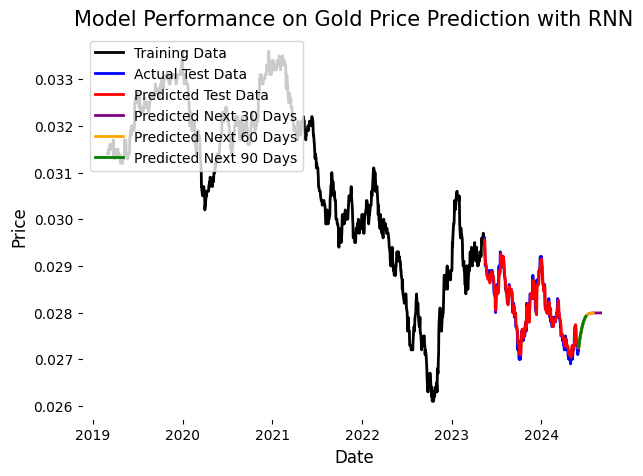 Model Performance on Gold Price Prediction with RNN
Training Data
Actual Test Data
Predicted Test Data
Predicted Next 30 Days
Predicted Next 60 Days
Predicted Next 90 Days
0.033
0.032
0.031
0.030
0.029
0.028
0.027
0.026
Price
2019
2020
2021
2022
2023
2024
Date